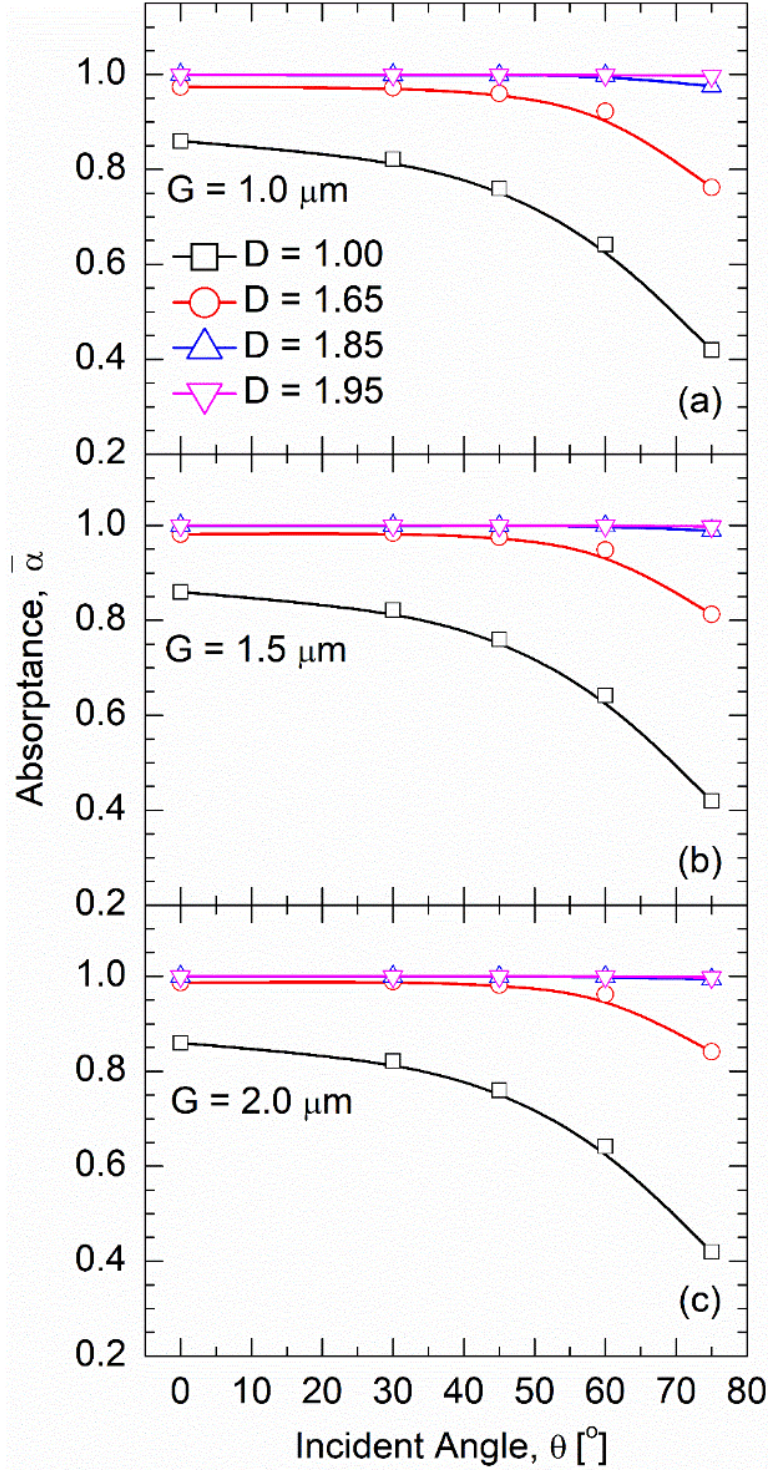 1.0
0.8
G = 1.0 μm
D = 1.00
0.6
D = 1.65
D = 1.85
0.4
D = 1.95
(a)
0.2
1.0
0.8
G = 1.5 μm
0.6
0.4
(b)
0.2
Absorptance, α̅
1.0
0.8
G = 2.0 μm
0.6
0.4
(c)
0.2
0 10 20 30 40 50 60 70 80
Incident Angle, θ [°]